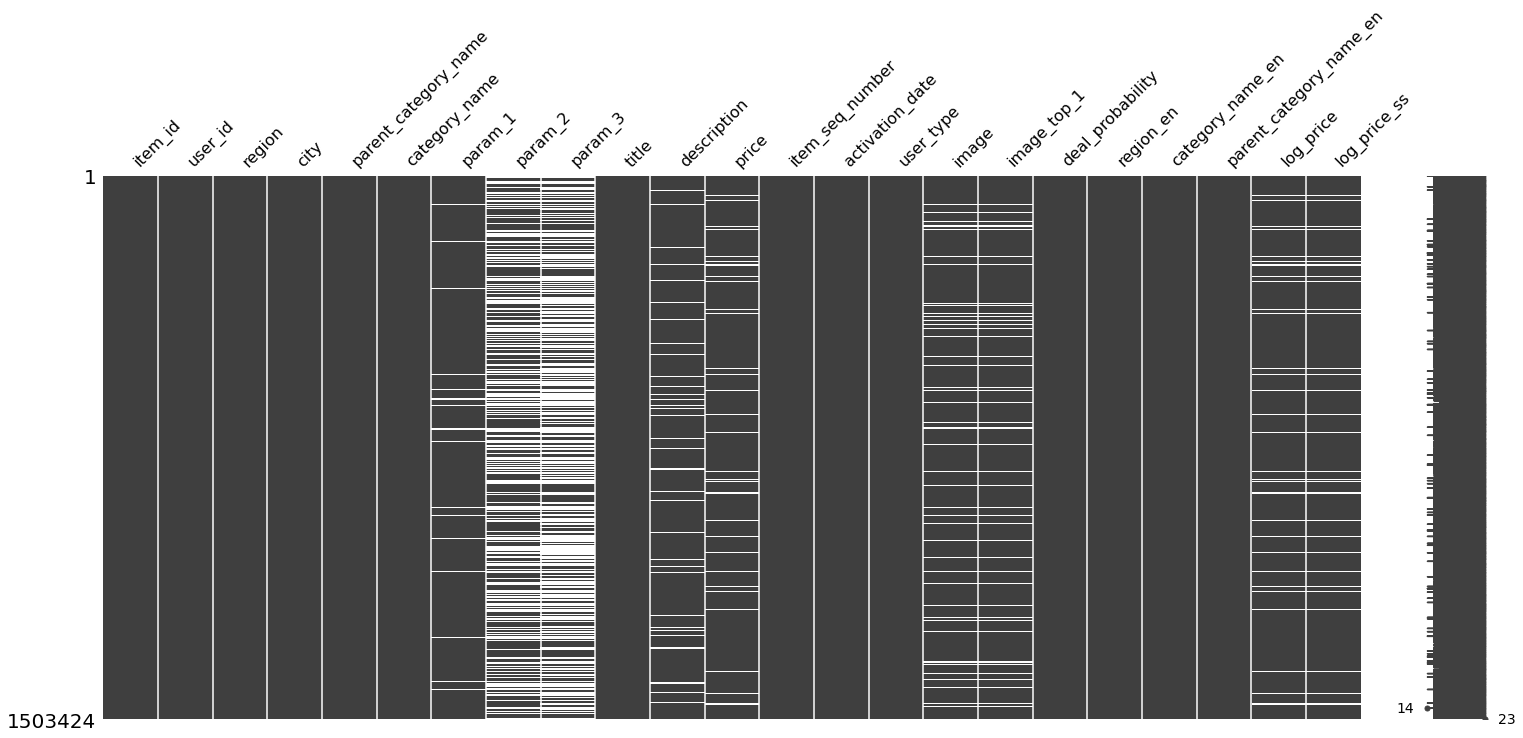 item_id
user_id
region
city
parent_category_name
category_name
param_1
param_2
param_3
title
description
price
item_seq_number
activation_date
user_type
image
image_top_1
deal_probability
region_en
category_name_en
parent_category_name_en
log_price
log_price_ss
1
1503424
14
23